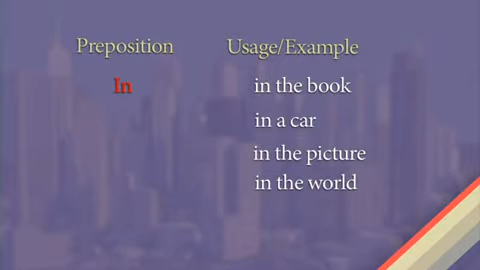 Preposition Usage/Example
In in the book
in a car
in the picture
in the world